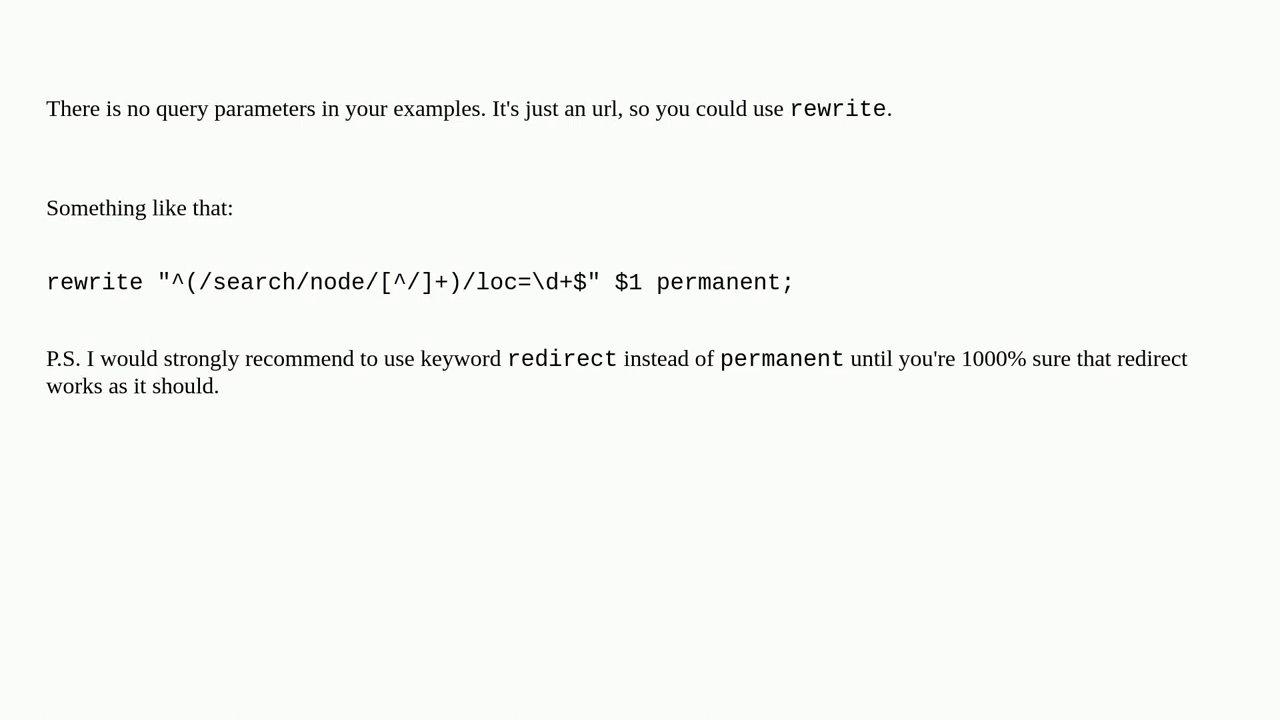 There is no query parameters in your examples. It's just an url, so you could use rewrite.
Something like that:
rewrite "^(/search/node/[^/]+)/loc=\d+$" $1 permanent;
P.S. I would strongly recommend to use keyword redirect instead of permanent until you're 1000% sure that redirect
works as it should.